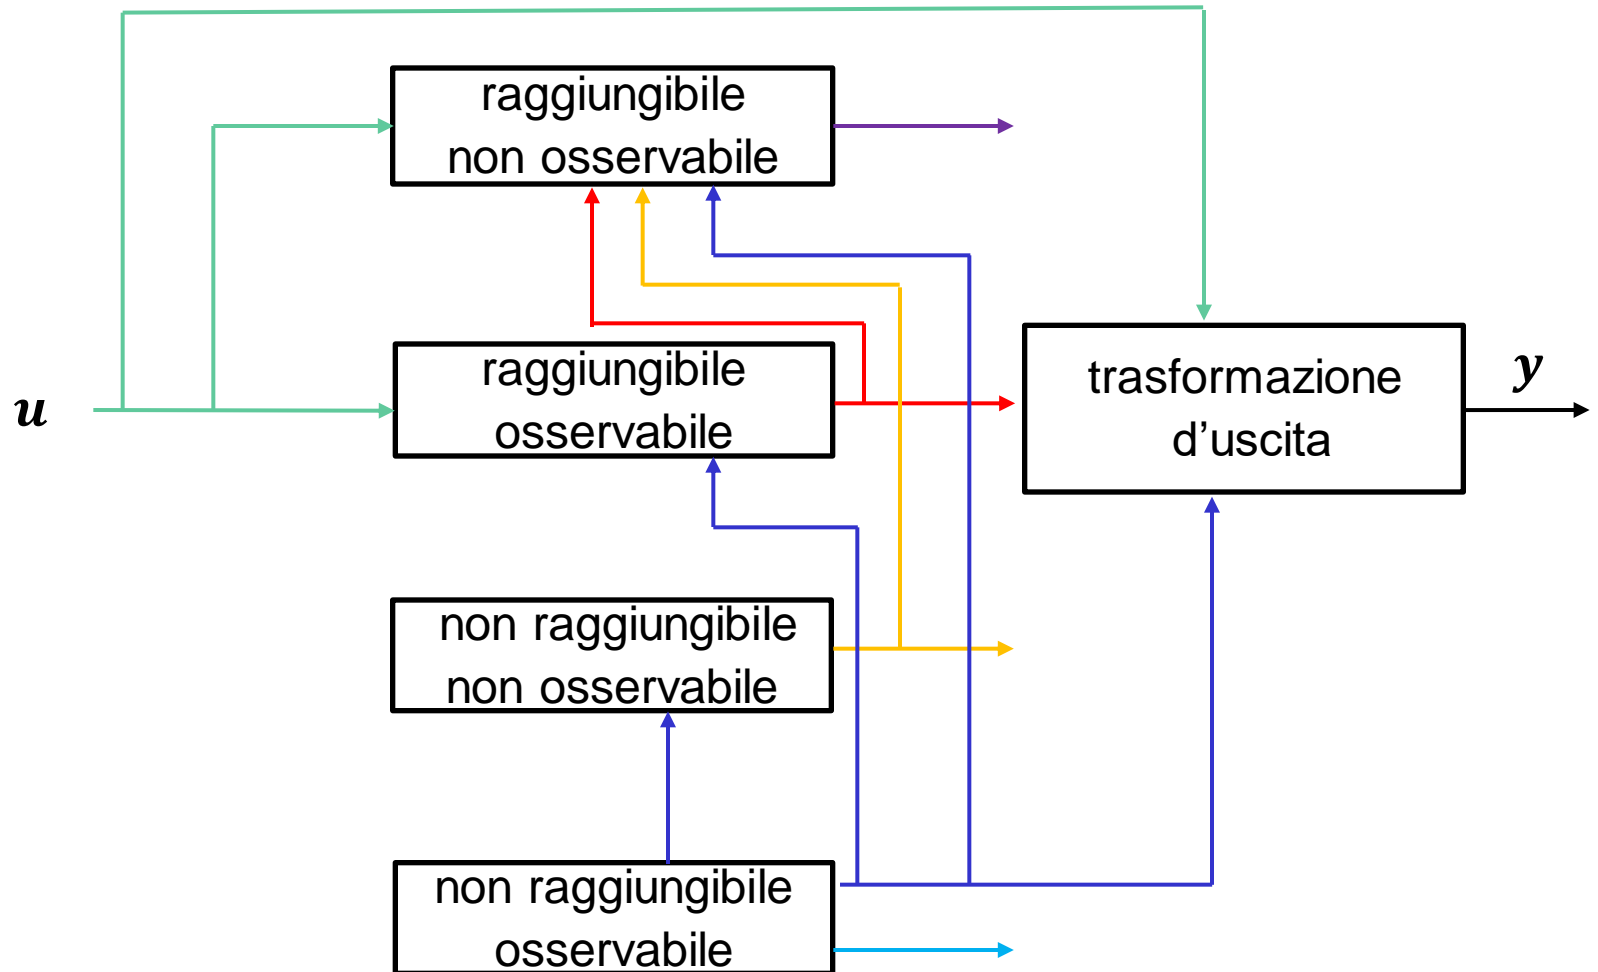 raggiungibile
non osservabile
u
raggiungibile
osservabile
trasformazione
d’uscita
y
non raggiungibile
non osservabile
non raggiungibile
osservabile